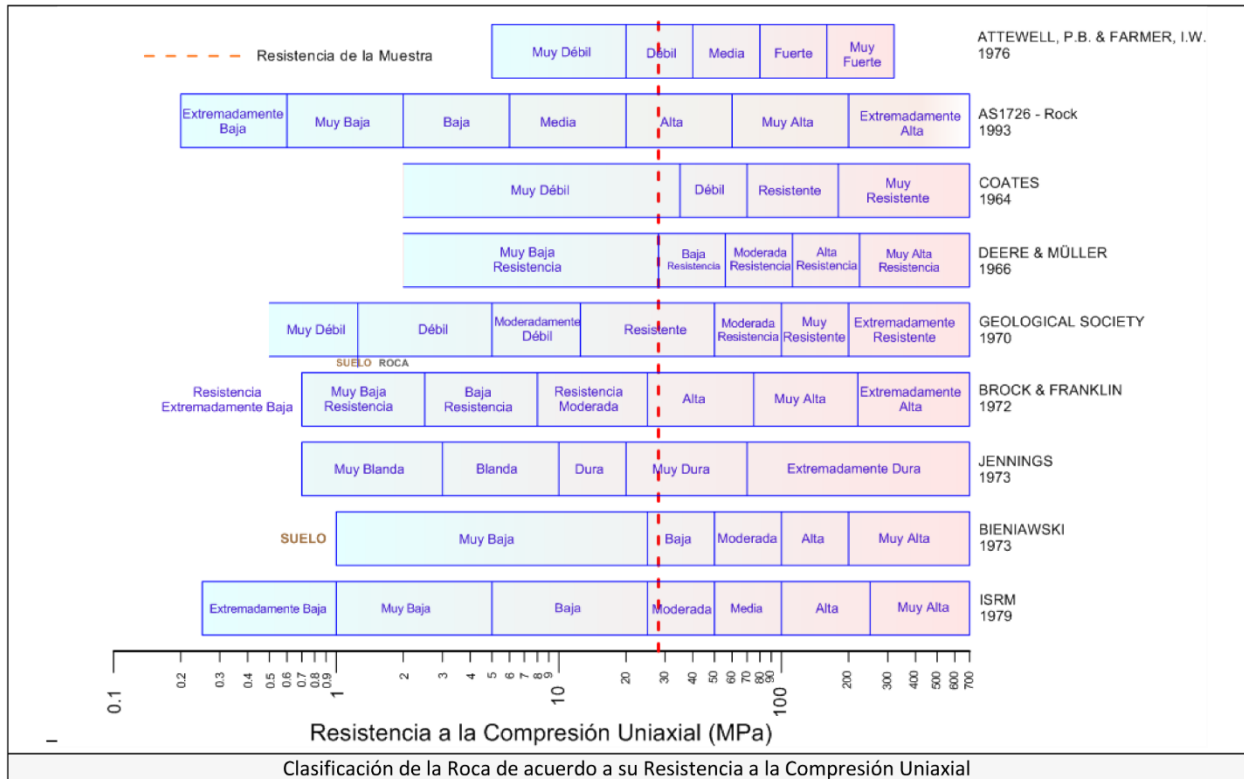 Resistencia de la Muestra
Muy Débil
Débil
Media
Fuerte
Muy
Fuerte
ATTEWELL, P.B. & FARMER, I.W.
1976
Extremadamente
Baja
Muy Baja
Baja
Media
Alta
Muy Alta
Extremadamente
Alta
AS1726 - Rock
1993
Muy Débil
Débil
Resistente
Muy
Resistente
COATES
1964
Muy Baja
Resistencia
Baja
Resistencia
Moderada
Resistencia
Alta
Resistencia
Muy Alta
Resistencia
DEERE & MÜLLER
1966
Muy Débil
Débil
Moderadamente
Débil
Resistente
Moderada
Resistencia
Muy
Resistente
Extremadamente
Resistente
GEOLOGICAL SOCIETY
1970
SUELO ROCA
Resistencia
Extremadamente Baja
Muy Baja
Resistencia
Baja
Resistencia
Resistencia
Moderada
Alta
Muy Alta
Extremadamente
Alta
BROCK & FRANKLIN
1972
Muy Blanda
Blanda
Dura
Muy Dura
Extremadamente Dura
JENNINGS
1973
SUELO
Muy Baja
Baja
Moderada
Alta
Muy Alta
BIENIAWSKI
1973
Extremadamente Baja
Muy Baja
Baja
Moderada
Media
Alta
Muy Alta
ISRM
1979
0.1 0.2 0.3 0.4 0.5 0.6 0.7 0.8 0.9 1 2 3 4 5 6 7 8 9 10 20 30 40 50 60 70 80 90 100 200 300 400 500 600 700
Resistencia a la Compresión Uniaxial (MPa)
Clasificación de la Roca de acuerdo a su Resistencia a la Compresión Uniaxial